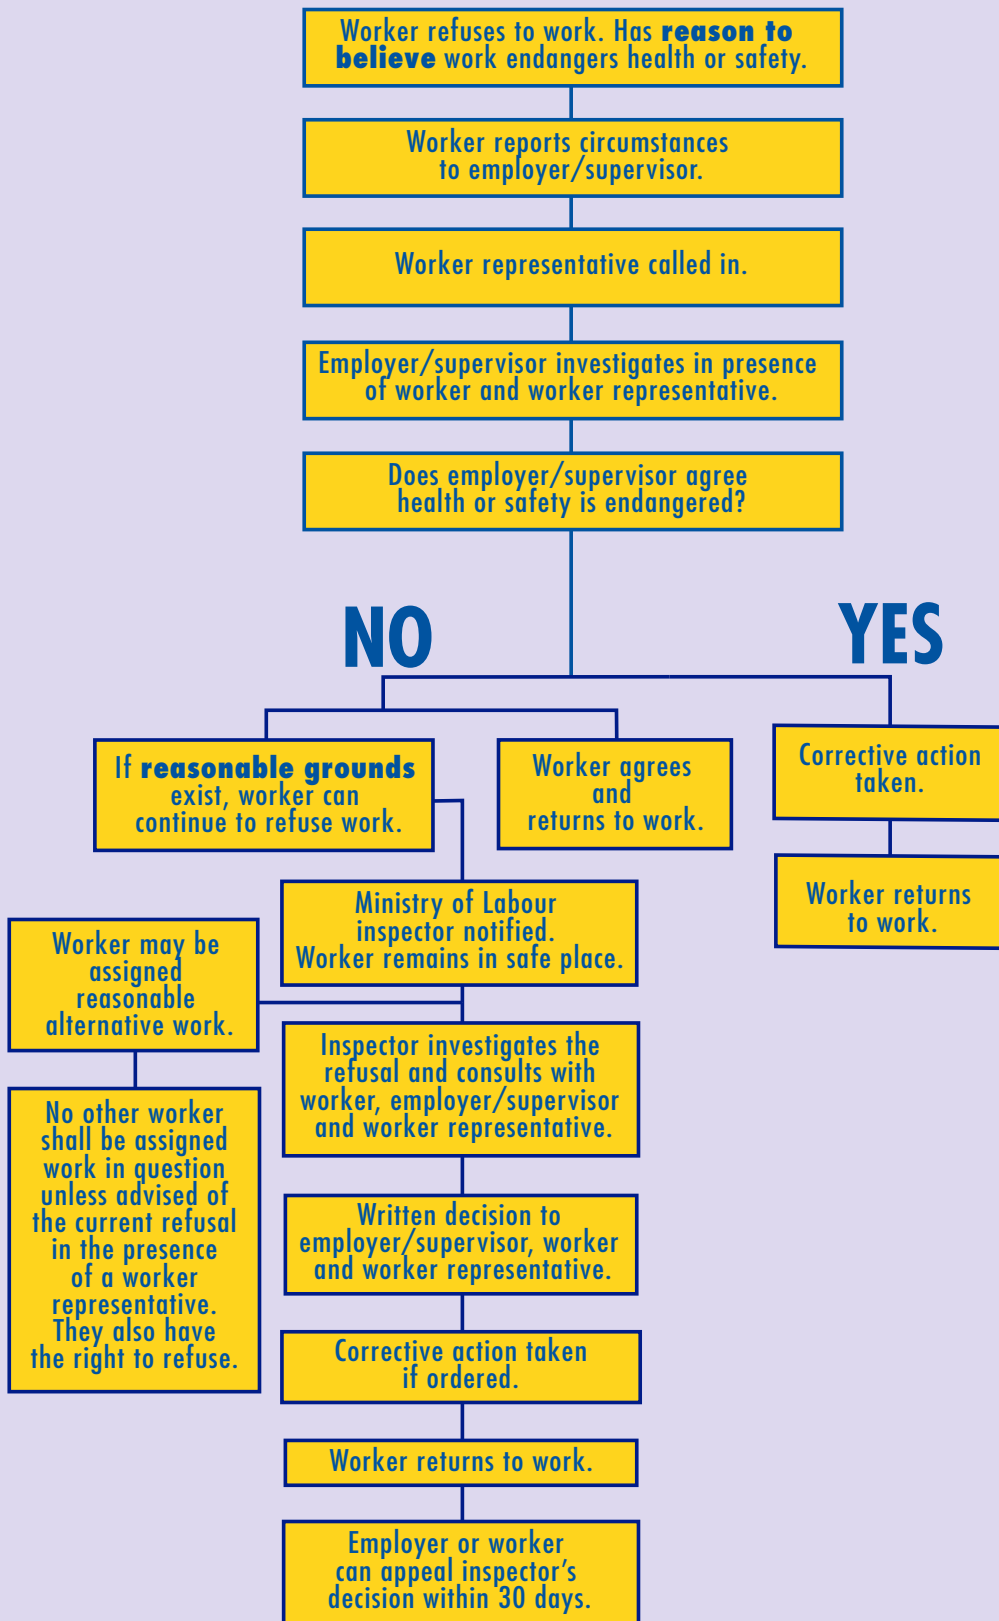 Worker refuses to work. Has reason to
believe work endangers health or safety.
Worker reports circumstances
to employer/supervisor.
Worker representative called in.
Employer/supervisor investigates in presence
of worker and worker representative.
Does employer/supervisor agree
health or safety is endangered?
NO
YES
If reasonable grounds
exist, worker can
continue to refuse work.
Worker agrees
and
returns to work.
Corrective action
taken.
Worker returns
to work.
Ministry of Labour
inspector notified.
Worker remains in safe place.
Worker may be
assigned
reasonable
alternative work.
No other worker
shall be assigned
work in question
unless advised of
the current refusal
in the presence
of a worker
representative.
They also have
the right to refuse.
Inspector investigates the
refusal and consults with
worker, employer/supervisor
and worker representative.
Written decision to
employer/supervisor, worker
and worker representative.
Corrective action taken
if ordered.
Worker returns to work.
Employer or worker
can appeal inspector's
decision within 30 days.